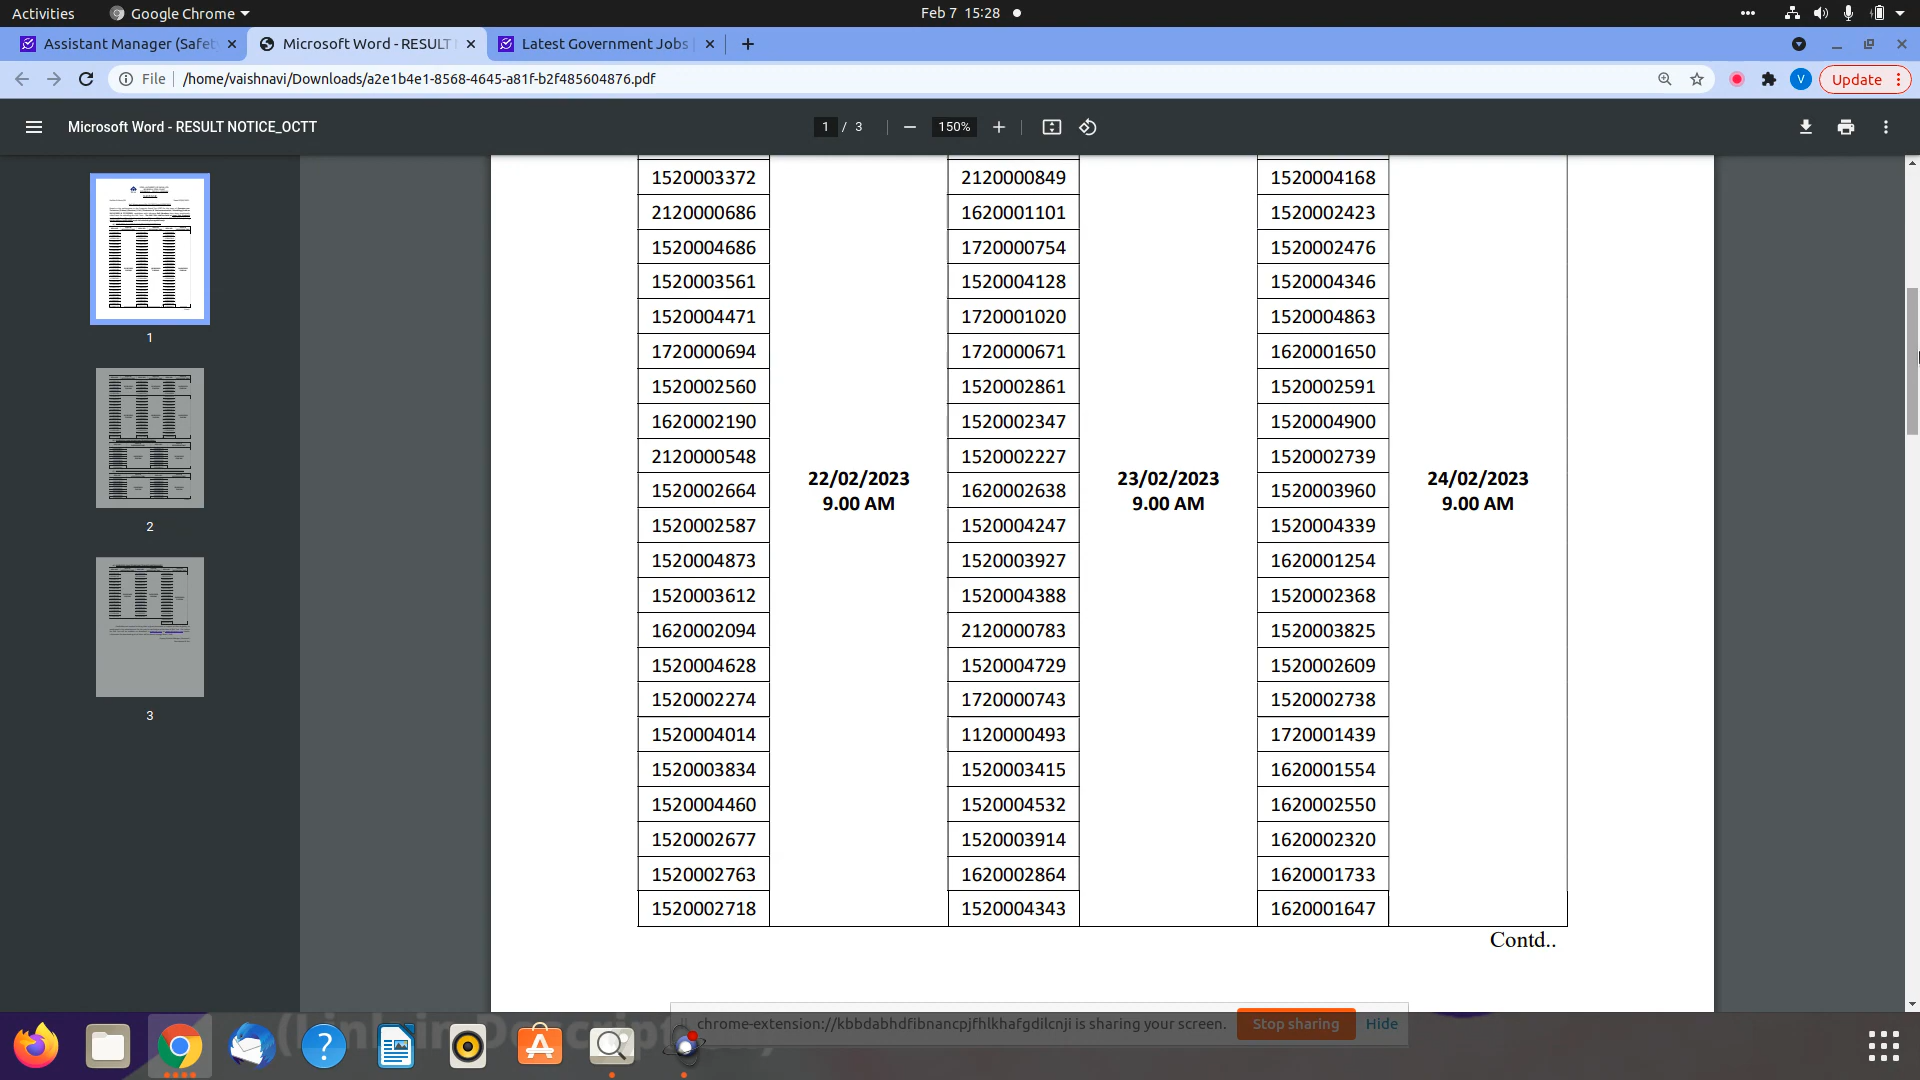 Activities Google Chrome Feb 7 15:28
Assistant Manager (Safet Microsoft Word - RESULT Latest Government Jobs
File /home/vaishnavi/Downloads/a2e1b4e1-8568-4645-a81f-b2f485604876.pdf V Update
Microsoft Word - RESULT NOTICE_OCTT 1 / 3 150%
1520003372 2120000849 1520004168
2120000686 1620001101 1520002423
1520004686 1720000754 1520002476
1520003561 1520004128 1520004346
1520004471 1720001020 1520004863
1720000694 1720000671 1620001650
1520002560 1520002861 1520002591
1620002190 1520002347 1520004900
2120000548 1520002227 1520002739
22/02/2023 23/02/2023 24/02/2023
1520002664 1620002638 1520003960
9.00 AM 9.00 AM 9.00 AM
1520002587 1520004247 1520004339
1520004873 1520003927 1620001254
1520003612 1520004388 1520002368
1620002094 2120000783 1520003825
1520004628 1520004729 1520002609
1520002274 1720000743 1520002738
1520004014 1120000493 1720001439
1520003834 1520003415 1620001554
1520004460 1520004532 1620002550
1520002677 1520003914 1620002320
1520002763 1620002864 1620001733
1520002718 1520004343 1620001647
Contd..
1
2
3
chrome-extension://kbbdabhdfibnancpjfhlkhafgdilcnji is sharing your screen. Stop sharing Hide